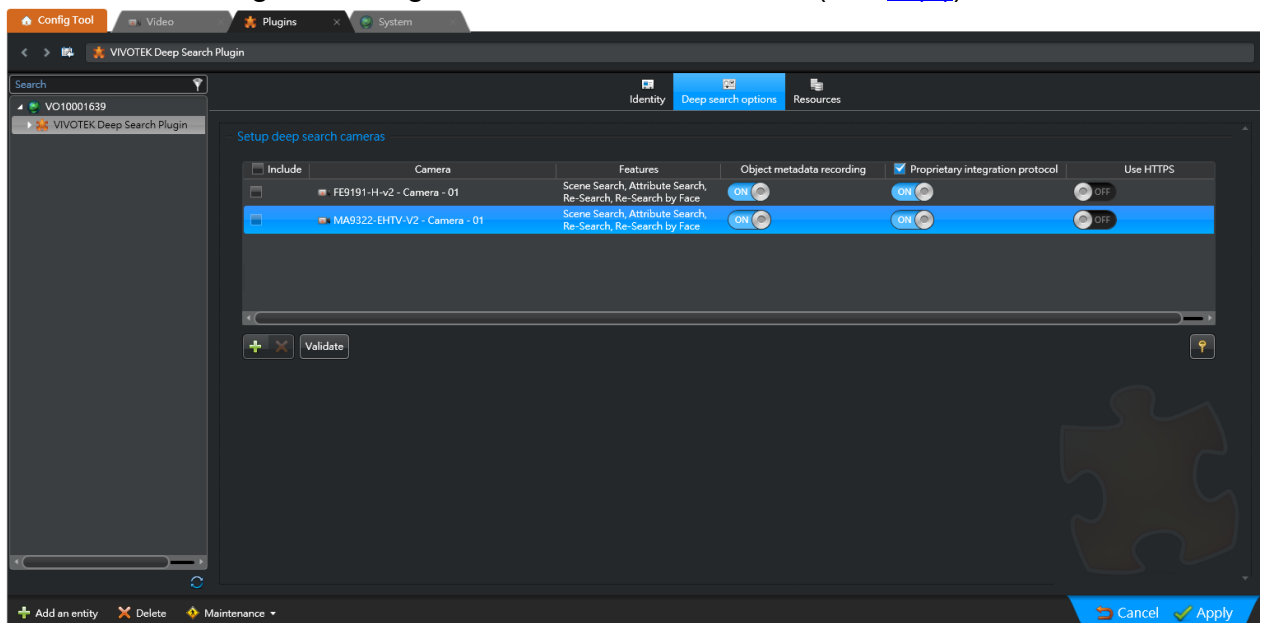 Config Tool Video Plugins System
VIVOTEK Deep Search Plugin
Search
VO10001639
VIVOTEK Deep Search Plugin
Identity Deep search options Resources
Setup deep search cameras
Include Camera Features Object metadata recording Proprietary integration protocol Use HTTPS
FE9191-H-v2 - Camera - 01 Scene Search, Attribute Search, ON ON OFF
Re-Search, Re-Search by Face
MA9322-EHTV-V2 - Camera - 01 Scene Search, Attribute Search, ON ON OFF
Re-Search, Re-Search by Face
Validate
Add an entity Delete Maintenance Cancel Apply